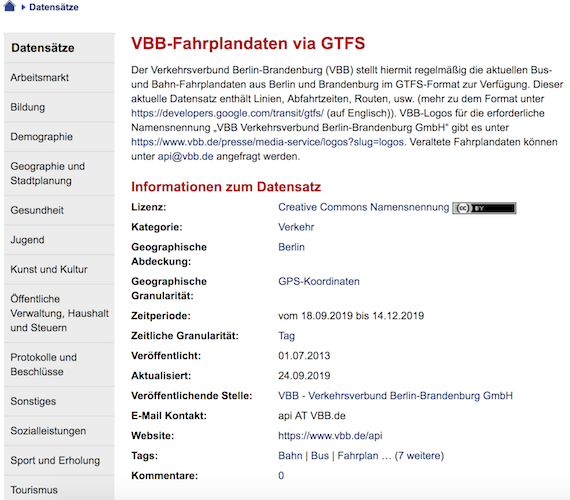 Datensätze
Datensätze
Arbeitsmarkt
Bildung
Demographie
Geographie und
Stadtplanung
Gesundheit
Jugend
Kunst und Kultur
Öffentliche
Verwaltung, Haushalt
und Steuern
Protokolle und
Beschlüsse
Sonstiges
Sozialleistungen
Sport und Erholung
Tourismus
VBB-Fahrplandaten via GTFS
Der Verkehrsverbund Berlin-Brandenburg (VBB) stellt hiermit regelmäßig die aktuellen Bus-
und Bahn-Fahrplandaten aus Berlin und Brandenburg im GTFS-Format zur Verfügung. Dieser
aktuelle Datensatz enthält Linien, Abfahrtzeiten, Routen, usw. (mehr zu dem Format unter
https://developers.google.com/transit/gtfs/ (auf Englisch)). VBB-Logos für die erforderliche
Namensnennung „VBB Verkehrsverbund Berlin-Brandenburg GmbH" gibt es unter
https://www.vbb.de/presse/media-service/logos?slug=logos. Veraltete Fahrplandaten können
unter api@vbb.de angefragt werden.
Informationen zum Datensatz
Lizenz: Creative Commons Namensnennung cc BY
Kategorie: Verkehr
Geographische Berlin
Abdeckung:
Geographische GPS-Koordinaten
Granularität:
Zeitperiode: vom 18.09.2019 bis 14.12.2019
Zeitliche Granularität: Tag
Veröffentlicht: 01.07.2013
Aktualisiert: 24.09.2019
Veröffentlichende Stelle: VBB - Verkehrsverbund Berlin-Brandenburg GmbH
E-Mail Kontakt: api AT VBB.de
Website: https://www.vbb.de/api
Tags: Bahn | Bus | Fahrplan … (7 weitere)
Kommentare: 0